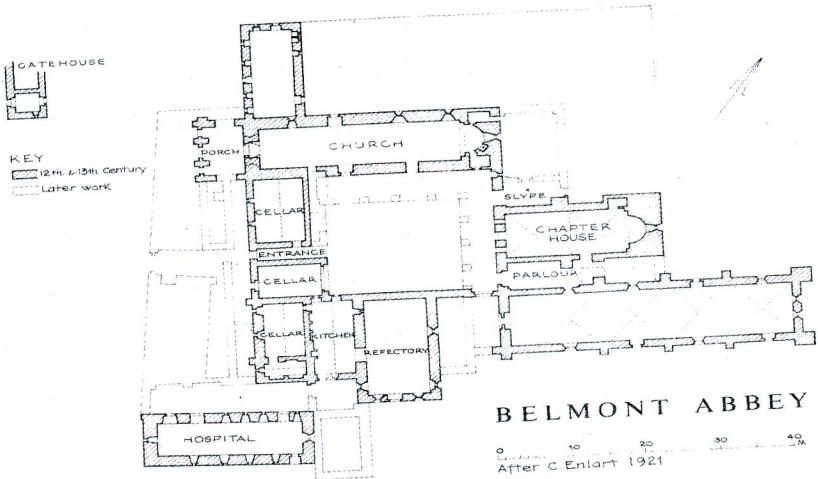 GATEHOUSE
KEY
12th. & 13th. Century
Later work
PORCH
CHURCH
CELLAR
SLYPE
CHAPTER
HOUSE
ENTRANCE
CELLAR
PARLOUR
CELLAR
KITCHEN
REFECTORY
HOSPITAL
BELMONT ABBEY
0 10 20 30 40
M
After C. Enlart 1921